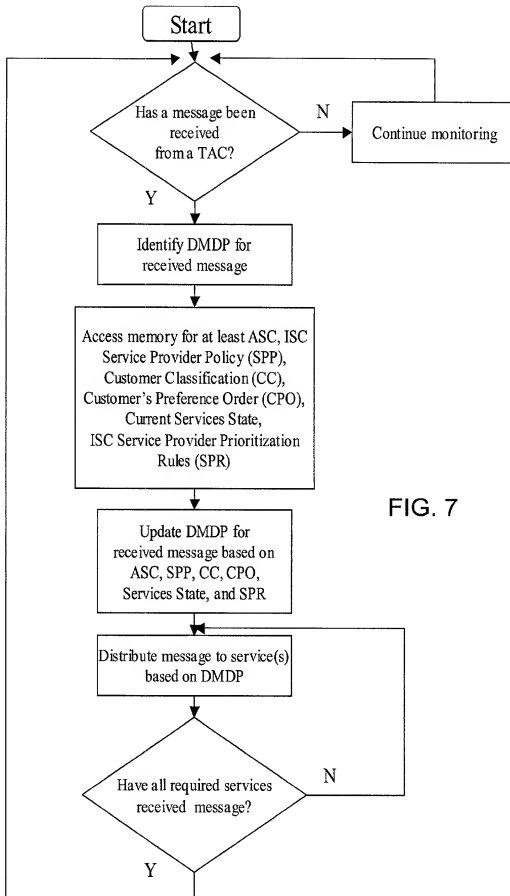 Start
Has a message been
received
from a TAC?
N
Continue monitoring
Y
Identify DMDP for
received message
Access memory for at least ASC, ISC
Service Provider Policy (SPP),
Customer Classification (CC),
Customer's Preference Order (CPO),
Current Services State,
ISC Service Provider Prioritization
Rules (SPR)
FIG. 7
Update DMDP for
received message based on
ASC, SPP, CC, CPO,
Services State, and SPR
Distribute message to service(s)
based on DMDP
Have all required services
received message?
N
Y